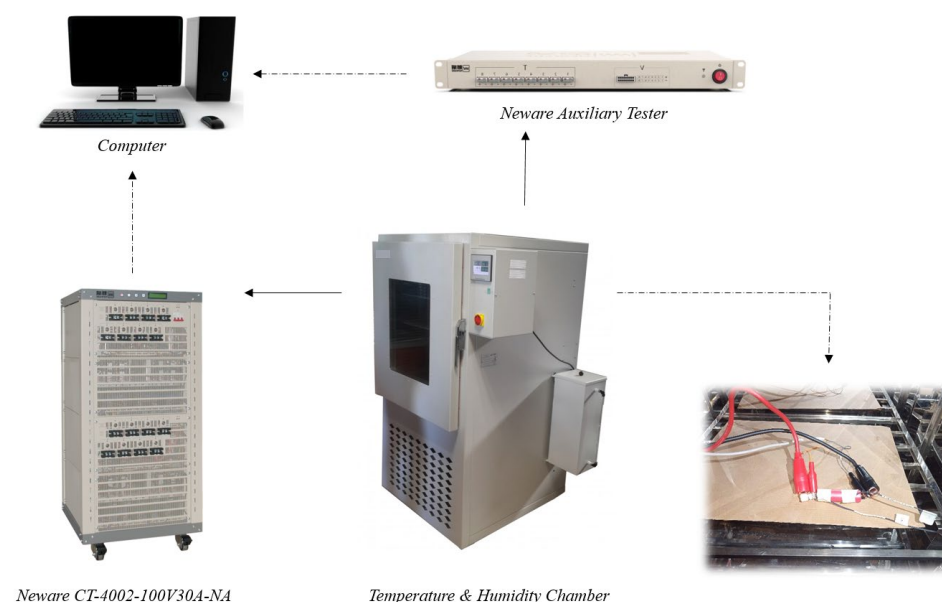 Neware Auxiliary Tester
Computer
T
V
Neware CT-4002-100V30A-NA
Temperature & Humidity Chamber